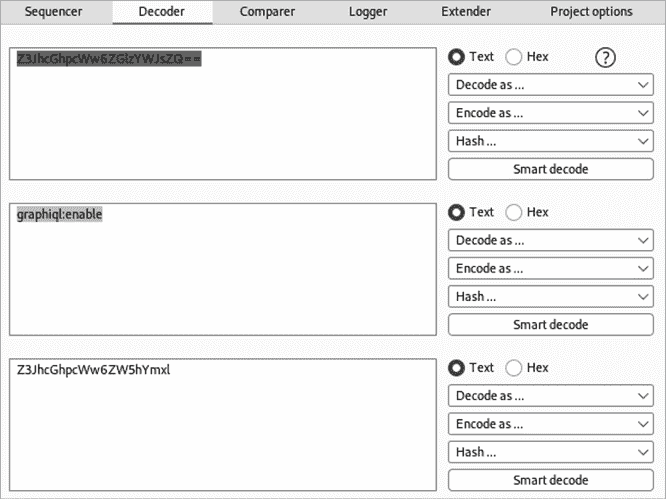 Sequencer Decoder Comparer Logger Extender Project options
Z3JhcGhpcWw6ZGlzYWJsZQ==
Text Hex ?
Decode as ...
Encode as ...
Hash ...
Smart decode
graphiql:enable
Text Hex
Decode as ...
Encode as ...
Hash ...
Smart decode
Z3JhcGhpcWw6ZW5hYmxl
Text Hex
Decode as ...
Encode as ...
Hash ...
Smart decode